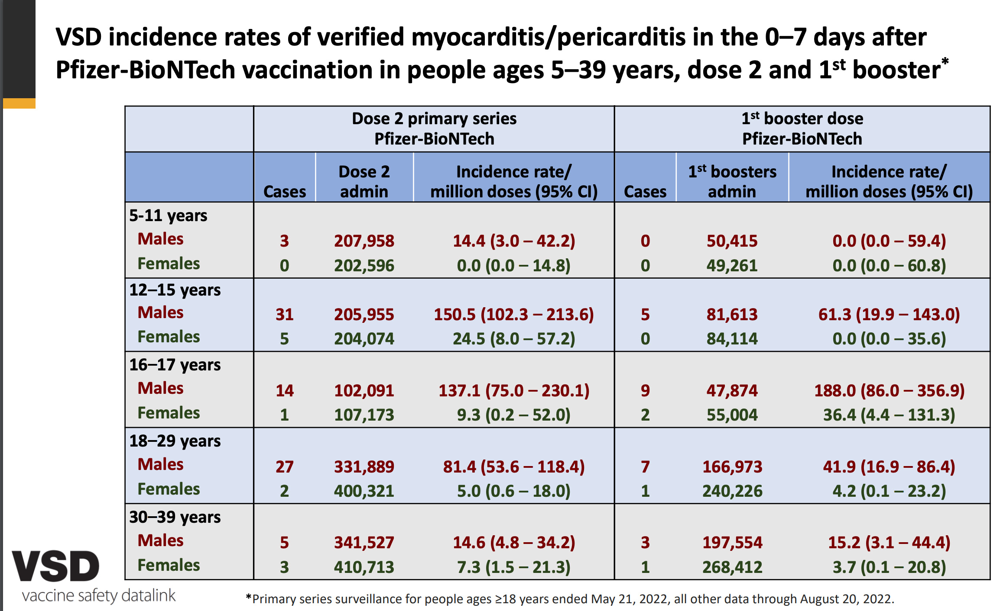 VSD incidence rates of verified myocarditis/pericarditis in the 0–7 days after
Pfizer-BioNTech vaccination in people ages 5–39 years, dose 2 and 1st booster*
Dose 2 primary series
Pfizer-BioNTech
1st booster dose
Pfizer-BioNTech
Cases
Dose 2
admin
Incidence rate/
million doses (95% CI)
Cases
1st boosters
admin
Incidence rate/
million doses (95% CI)
5-11 years
Males 3 207,958 14.4 (3.0 – 42.2) 0 50,415 0.0 (0.0 – 59.4)
Females 0 202,596 0.0 (0.0 – 14.8) 0 49,261 0.0 (0.0 – 60.8)
12–15 years
Males 31 205,955 150.5 (102.3 – 213.6) 5 81,613 61.3 (19.9 – 143.0)
Females 5 204,074 24.5 (8.0 – 57.2) 0 84,114 0.0 (0.0 – 35.6)
16–17 years
Males 14 102,091 137.1 (75.0 – 230.1) 9 47,874 188.0 (86.0 – 356.9)
Females 1 107,173 9.3 (0.2 – 52.0) 2 55,004 36.4 (4.4 – 131.3)
18–29 years
Males 27 331,889 81.4 (53.6 – 118.4) 7 166,973 41.9 (16.9 – 86.4)
Females 2 400,321 5.0 (0.6 – 18.0) 1 240,226 4.2 (0.1 – 23.2)
30–39 years
Males 5 341,527 14.6 (4.8 – 34.2) 3 197,554 15.2 (3.1 – 44.4)
Females 3 410,713 7.3 (1.5 – 21.3) 1 268,412 3.7 (0.1 – 20.8)
VSD
vaccine safety datalink
*Primary series surveillance for people ages ≥18 years ended May 21, 2022, all other data through August 20, 2022.